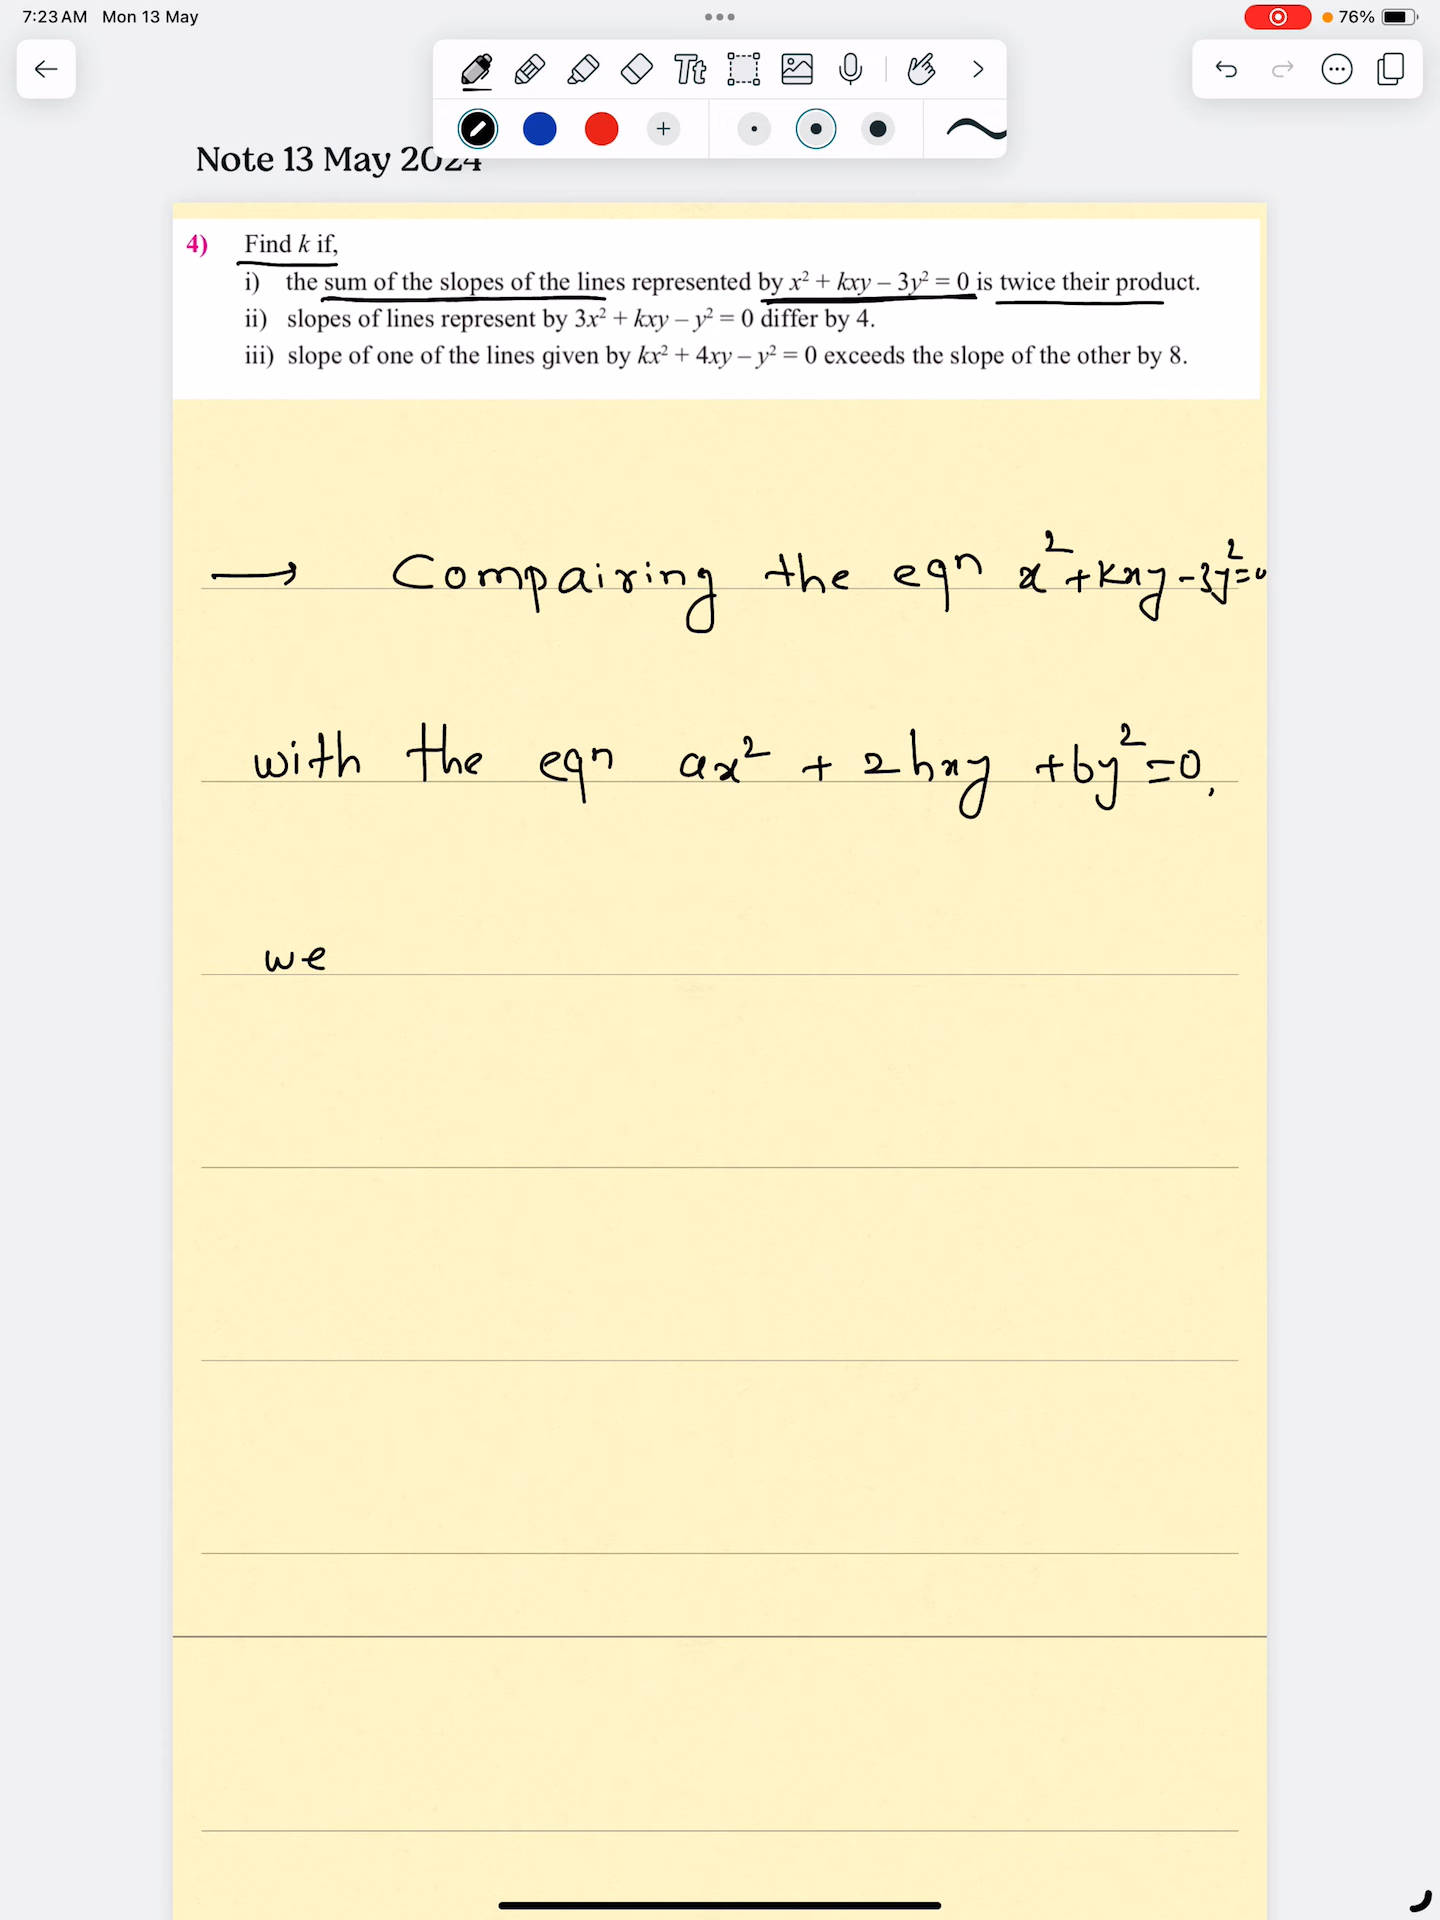 7:23 AM Mon 13 May
76%
Tt
Note 13 May 2024
4) Find k if,
i) the sum of the slopes of the lines represented by x² + kxy – 3y² = 0 is twice their product.
ii) slopes of lines represent by 3x² + kxy – y² = 0 differ by 4.
iii) slope of one of the lines given by kx² + 4xy – y² = 0 exceeds the slope of the other by 8.
→ Compairing the eqn x² + kxy - 3y² = 0
with the eqn ax² + 2hxy + by² = 0,
we